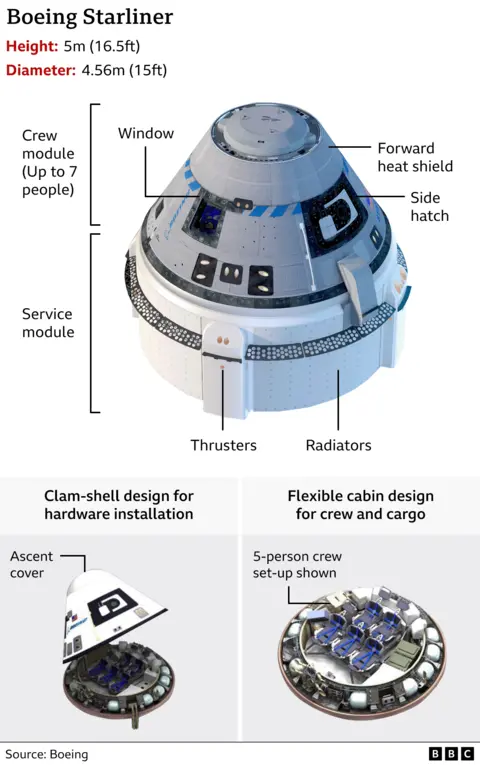 Boeing Starliner
Height: 5m (16.5ft)
Diameter: 4.56m (15ft)
Crew
module
(Up to 7
people)
Window
Forward
heat shield
Side
hatch
Service
module
Thrusters
Radiators
Clam-shell design for
hardware installation
Flexible cabin design
for crew and cargo
Ascent
cover
5-person crew
set-up shown
Source: Boeing
BBC